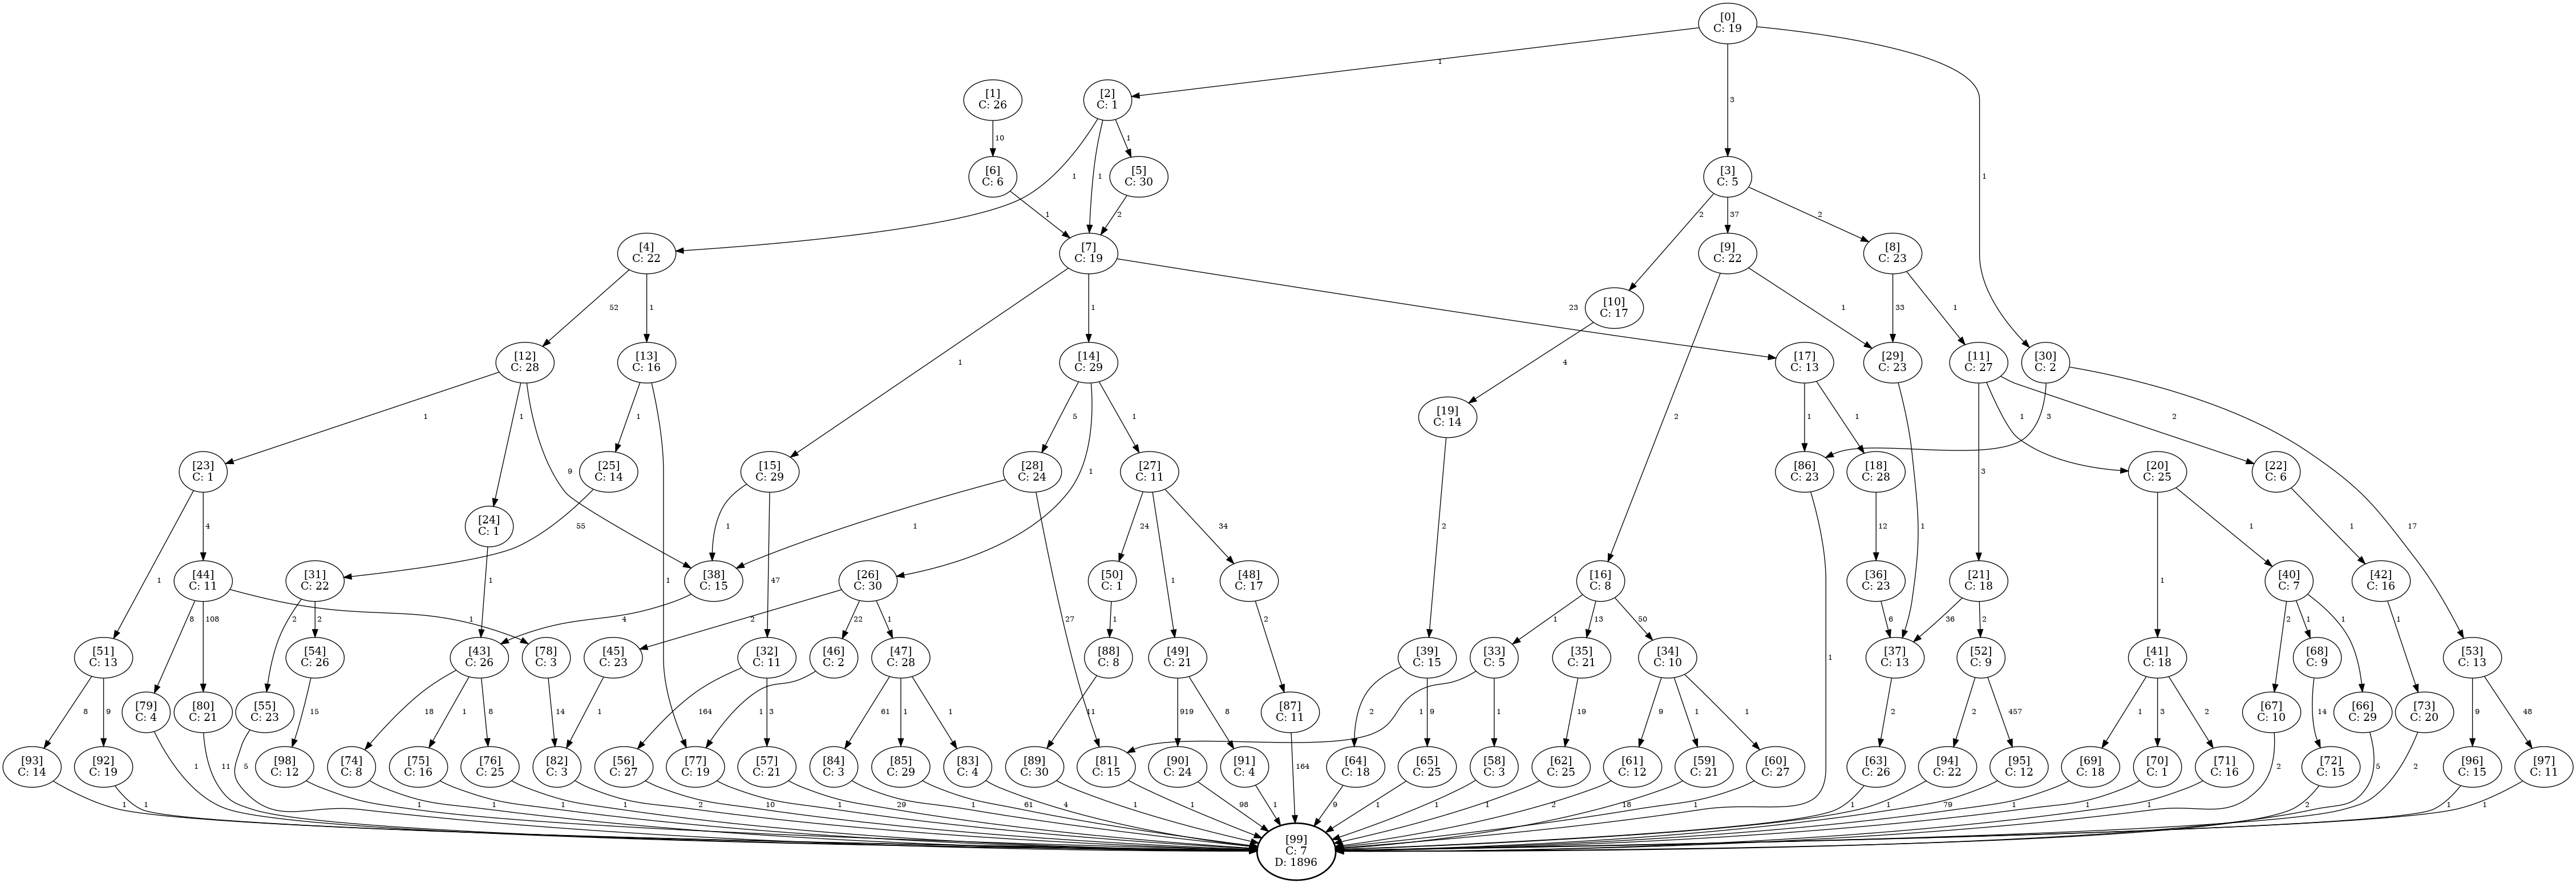 [0]
C: 19
1
[1]
C: 26
[2]
C: 1
3
10
1
[6]
C: 6
[5]
C: 30
[3]
C: 5
1
1
1
1
2
2
37
2
[4]
C: 22
[7]
C: 19
[9]
C: 22
[8]
C: 23
[10]
C: 17
52
1
1
23
1
33
1
[12]
C: 28
[13]
C: 16
1
[14]
C: 29
4
[17]
C: 13
[29]
C: 23
[11]
C: 27
[30]
C: 2
[19]
C: 14
1
1
1
5
1
2
1
1
3
1
2
[23]
C: 1
9
[25]
C: 14
[15]
C: 29
[28]
C: 24
1
[27]
C: 11
[86]
C: 23
[18]
C: 28
3
[20]
C: 25
[22]
C: 6
[24]
C: 1
4
55
1
1
24
34
2
12
1
1
17
1
[44]
C: 11
[31]
C: 22
1
1
[38]
C: 15
47
[26]
C: 30
[50]
C: 1
1
[48]
C: 17
[16]
C: 8
[36]
C: 23
[21]
C: 18
1
[40]
C: 7
[42]
C: 16
8
108
1
2
2
4
2
22
1
27
1
2
1
13
50
6
36
2
2
1
1
1
[51]
C: 13
[54]
C: 26
[43]
C: 26
[78]
C: 3
[45]
C: 23
[32]
C: 11
[46]
C: 2
[47]
C: 28
[88]
C: 8
[49]
C: 21
[39]
C: 15
[33]
C: 5
[35]
C: 21
[34]
C: 10
1
[37]
C: 13
[52]
C: 9
[41]
C: 18
[68]
C: 9
[53]
C: 13
[79]
C: 4
[80]
C: 21
[55]
C: 23
[87]
C: 11
[67]
C: 10
[66]
C: 29
[73]
C: 20
8
9
15
18
1
8
14
1
164
1
3
61
1
1
11
919
8
1
2
9
1
19
9
1
1
2
2
457
1
3
2
14
9
48
[93]
C: 14
[92]
C: 19
[98]
C: 12
[74]
C: 8
[75]
C: 16
[76]
C: 25
[82]
C: 3
[56]
C: 27
[77]
C: 19
[57]
C: 21
[84]
C: 3
[85]
C: 29
[83]
C: 4
[89]
C: 30
[81]
C: 15
[90]
C: 24
[91]
C: 4
164
[64]
C: 18
[65]
C: 25
[58]
C: 3
[62]
C: 25
[61]
C: 12
[59]
C: 21
[60]
C: 27
[63]
C: 26
[94]
C: 22
[95]
C: 12
[69]
C: 18
[70]
C: 1
[71]
C: 16
2
[72]
C: 15
5
2
[96]
C: 15
[97]
C: 11
1
1
1
11
5
1
1
1
1
2
10
1
29
1
61
4
1
1
98
1
9
1
1
1
2
18
1
1
1
79
1
1
1
2
1
1
[99]
C: 7
D: 1896